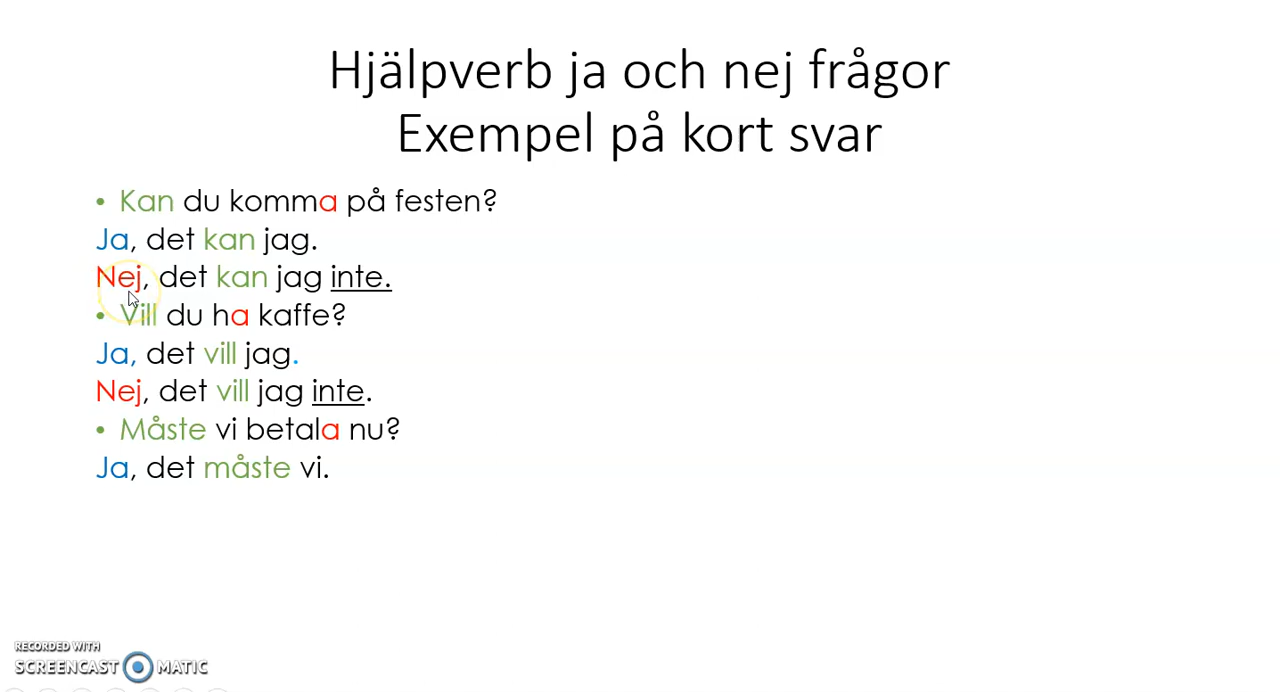 Hjälpverb ja och nej frågor
Exempel på kort svar
• Kan du komma på festen?
Ja, det kan jag.
Nej, det kan jag inte.
• Vill du ha kaffe?
Ja, det vill jag.
Nej, det vill jag inte.
• Måste vi betala nu?
Ja, det måste vi.
RECORDED WITH
SCREENCAST MATIC